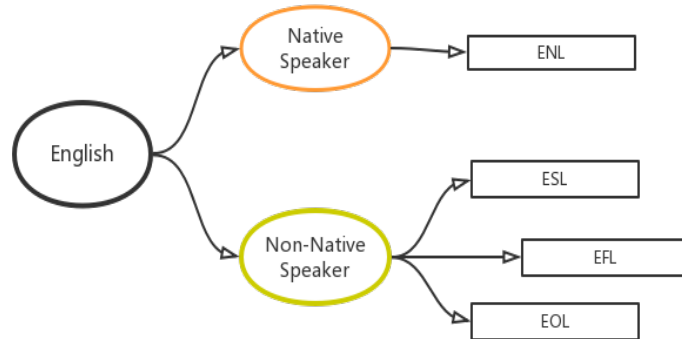 Native
Speaker
ENL
English
ESL
Non-Native
Speaker
EFL
EOL